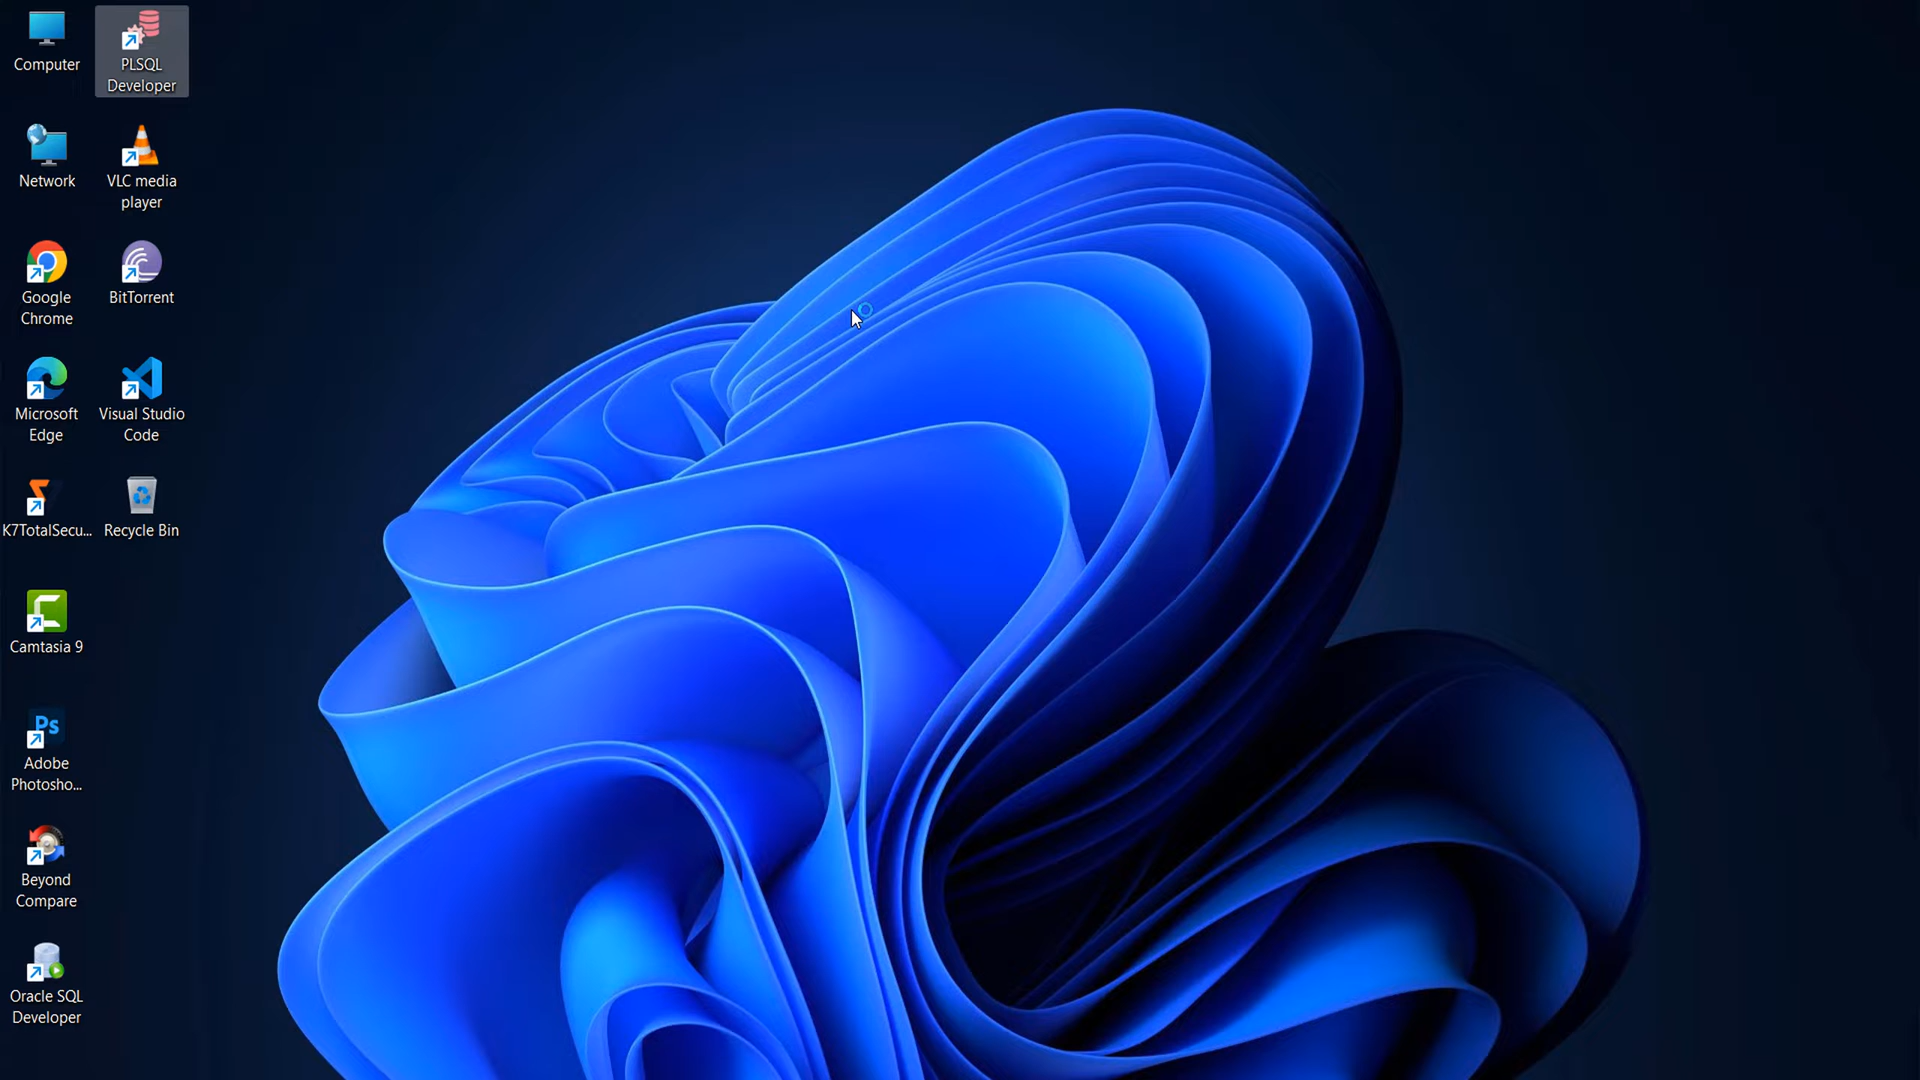 Computer
PLSQL
Developer
Network
VLC media
player
Google
Chrome
BitTorrent
Microsoft
Edge
Visual Studio
Code
K7TotalSecu...
Recycle Bin
Camtasia 9
Ps
Adobe
Photosho...
Beyond
Compare
Oracle SQL
Developer